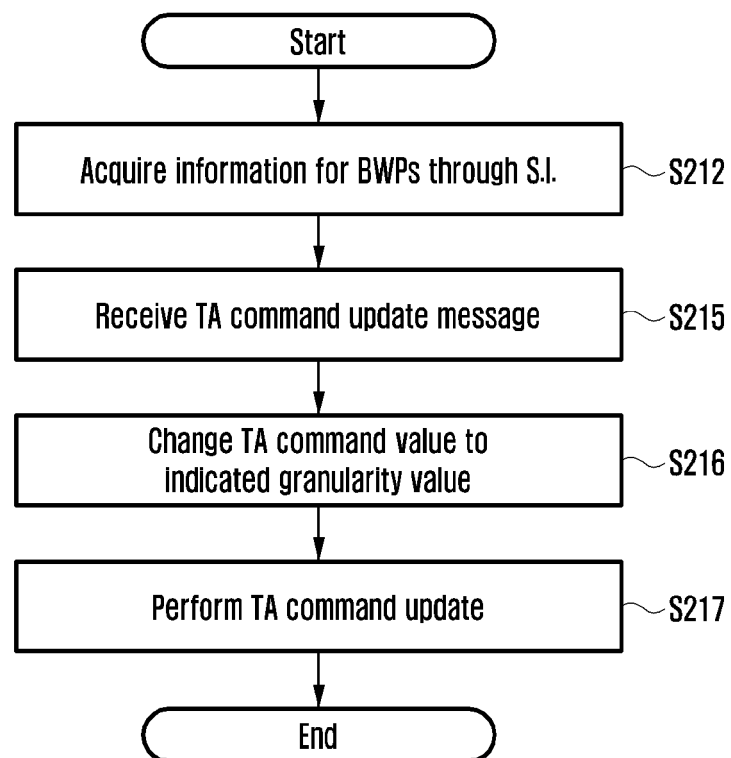 Start
Acquire information for BWPs through S.I.
S212
Receive TA command update message
S215
Change TA command value to
indicated granularity value
S216
Perform TA command update
S217
End